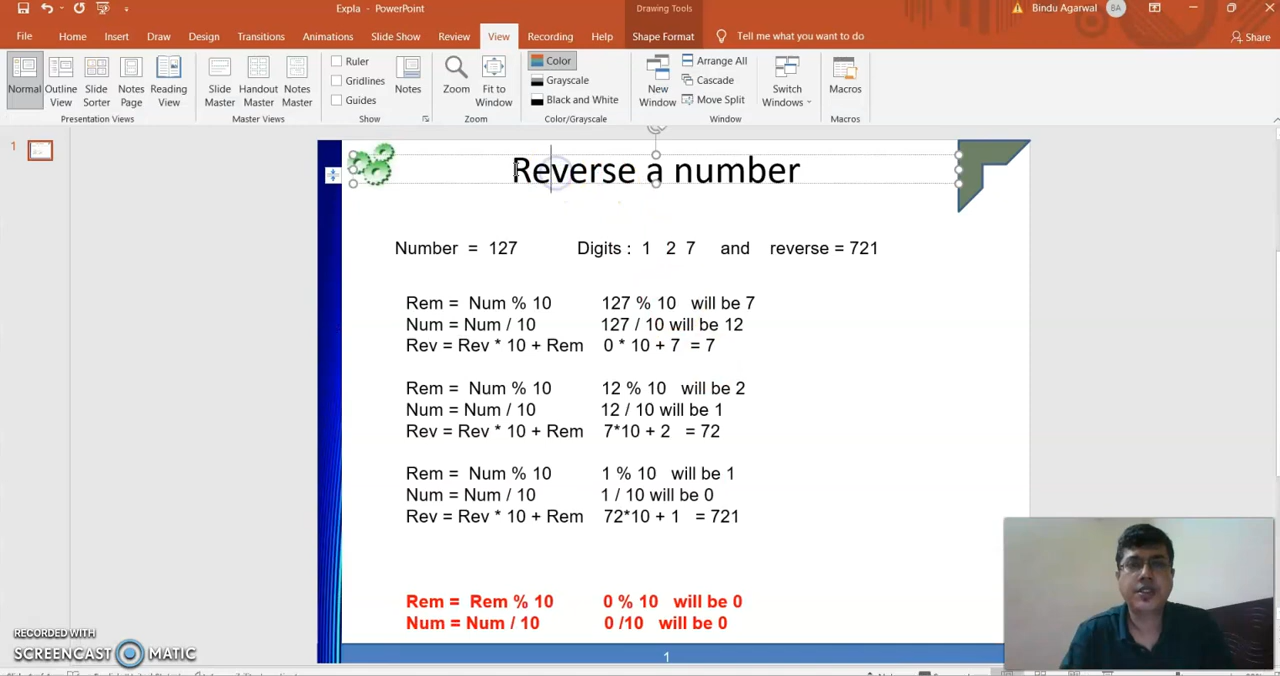 Expla - PowerPoint
Drawing Tools
Bindu Agarwal BA
File Home Insert Draw Design Transitions Animations Slide Show Review View Recording Help Shape Format Tell me what you want to do Share
Normal Outline View Slide Sorter Notes Page Reading View
Presentation Views
Slide Master Handout Master Notes Master
Master Views
Ruler
Gridlines
Guides
Show
Notes
Zoom Fit to Window
Zoom
Color
Grayscale
Black and White
Color/Grayscale
New Window
Arrange All
Cascade
Move Split
Switch Windows
Window
Macros
Macros
1
Reverse a number
Number = 127 Digits : 1 2 7 and reverse = 721
Rem = Num % 10 127 % 10 will be 7
Num = Num / 10 127 / 10 will be 12
Rev = Rev * 10 + Rem 0 * 10 + 7 = 7
Rem = Num % 10 12 % 10 will be 2
Num = Num / 10 12 / 10 will be 1
Rev = Rev * 10 + Rem 7*10 + 2 = 72
Rem = Num % 10 1 % 10 will be 1
Num = Num / 10 1 / 10 will be 0
Rev = Rev * 10 + Rem 72*10 + 1 = 721
Rem = Rem % 10 0 % 10 will be 0
Num = Num / 10 0 /10 will be 0
1
RECORDED WITH
SCREENCAST MATIC